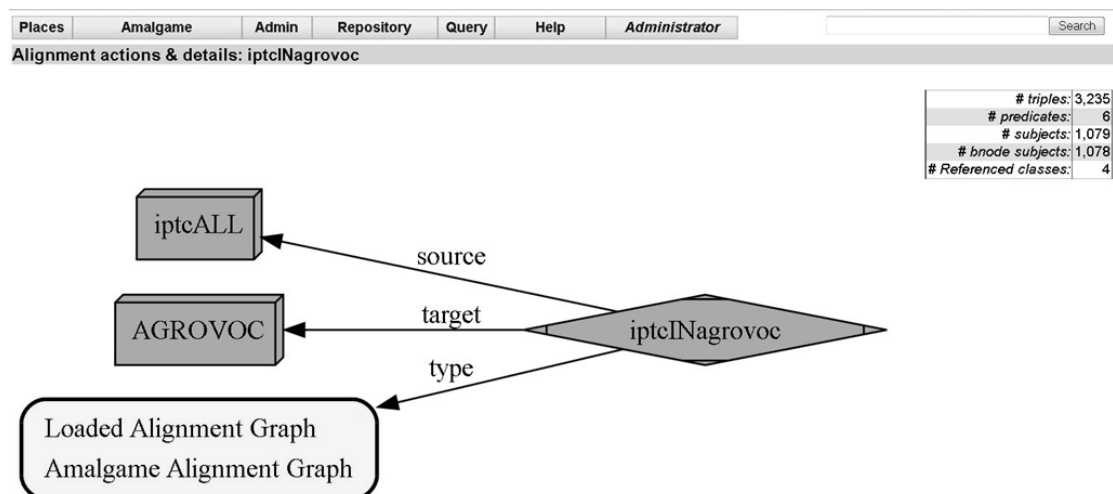 Places Amalgame Admin Repository Query Help Administrator Search
Alignment actions & details: iptcINagrovoc
# triples: 3,235
# predicates: 6
# subjects: 1,079
# bnode subjects: 1,078
# Referenced classes: 4
iptcALL
source
AGROVOC
target
iptcINagrovoc
type
Loaded Alignment Graph
Amalgame Alignment Graph